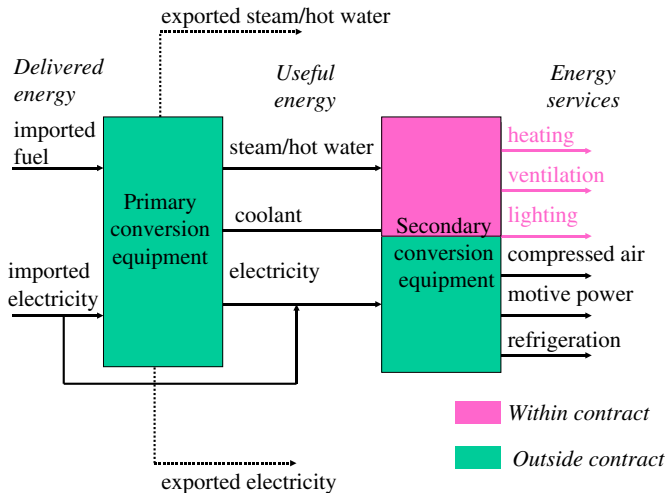 exported steam/hot water
Delivered
energy
Useful
energy
Energy
services
imported
fuel
steam/hot water
heating
ventilation
Primary
conversion
equipment
coolant
Secondary
conversion
equipment
lighting
imported
electricity
electricity
compressed air
motive power
refrigeration
Within contract
Outside contract
exported electricity